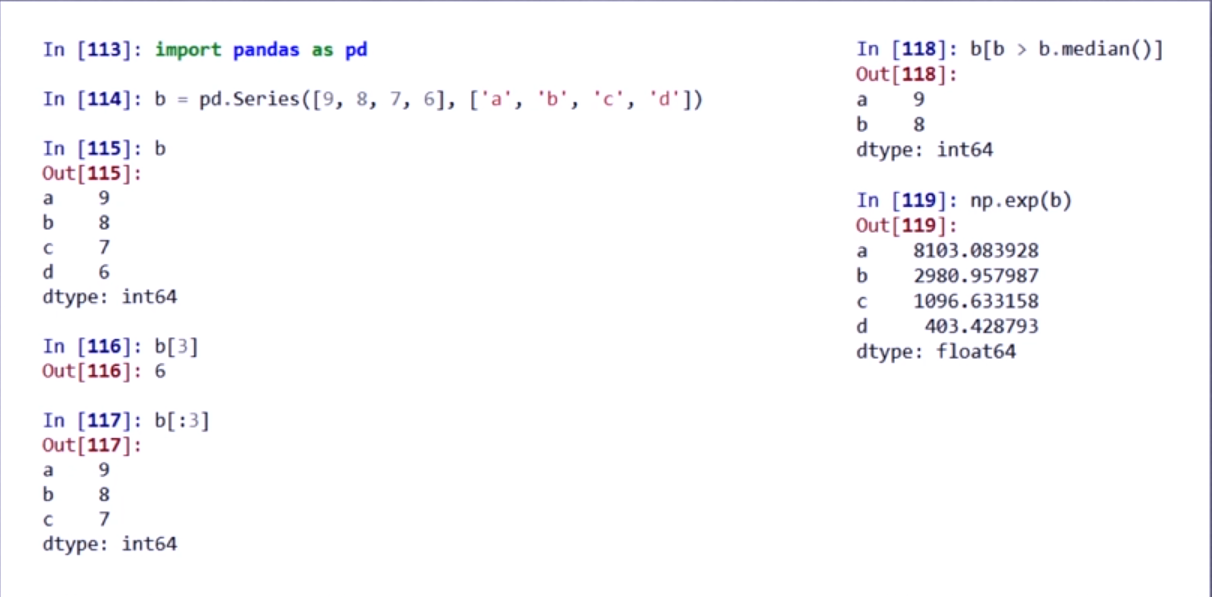 In [113]: import pandas as pd
In [114]: b = pd.Series([9, 8, 7, 6], ['a', 'b', 'c', 'd'])
In [115]: b
Out[115]:
a    9
b    8
c    7
d    6
dtype: int64
In [116]: b[3]
Out[116]: 6
In [117]: b[:3]
Out[117]:
a    9
b    8
c    7
dtype: int64
In [118]: b[b > b.median()]
Out[118]:
a    9
b    8
dtype: int64
In [119]: np.exp(b)
Out[119]:
a    8103.083928
b    2980.957987
c    1096.633158
d     403.428793
dtype: float64